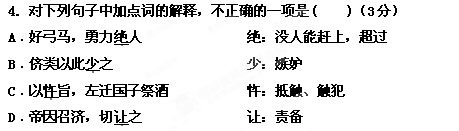 4．对下列句子中加点词的解释，不正确的一项是(　　)（3分）
A．好弓马，勇力绝人　　绝：没人能赶上，超过
B．侪类以此少之　　少：嫉妒
C．以忤旨，左迁国子祭酒　　忤：抵触、触犯
D．帝因召济，切让之　　让：责备